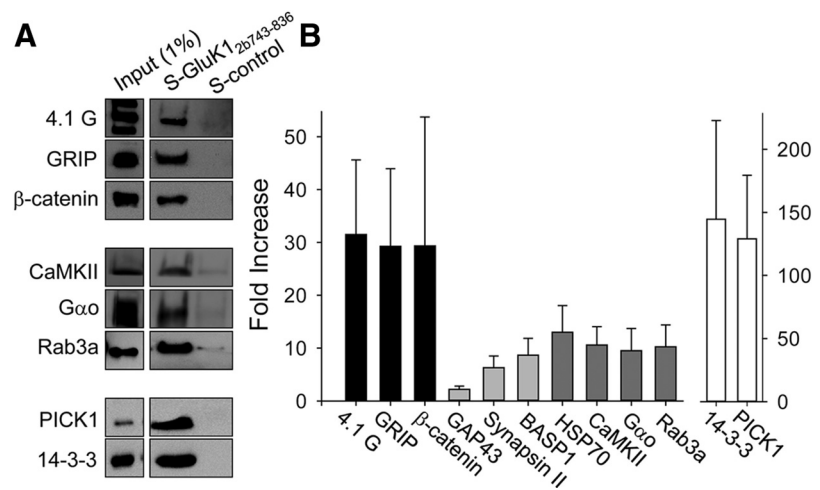 A
Input (1%)
S-GluK12b743-836
S-control
4.1 G
GRIP
β-catenin
CaMKII
Gαo
Rab3a
PICK1
14-3-3
B
Fold Increase
50
40
30
20
10
0
200
150
100
50
0
4.1 G
GRIP
β-catenin
GAP43
Synapsin II
BASP1
HSP70
CaMKII
Gαo
Rab3a
14-3-3
PICK1